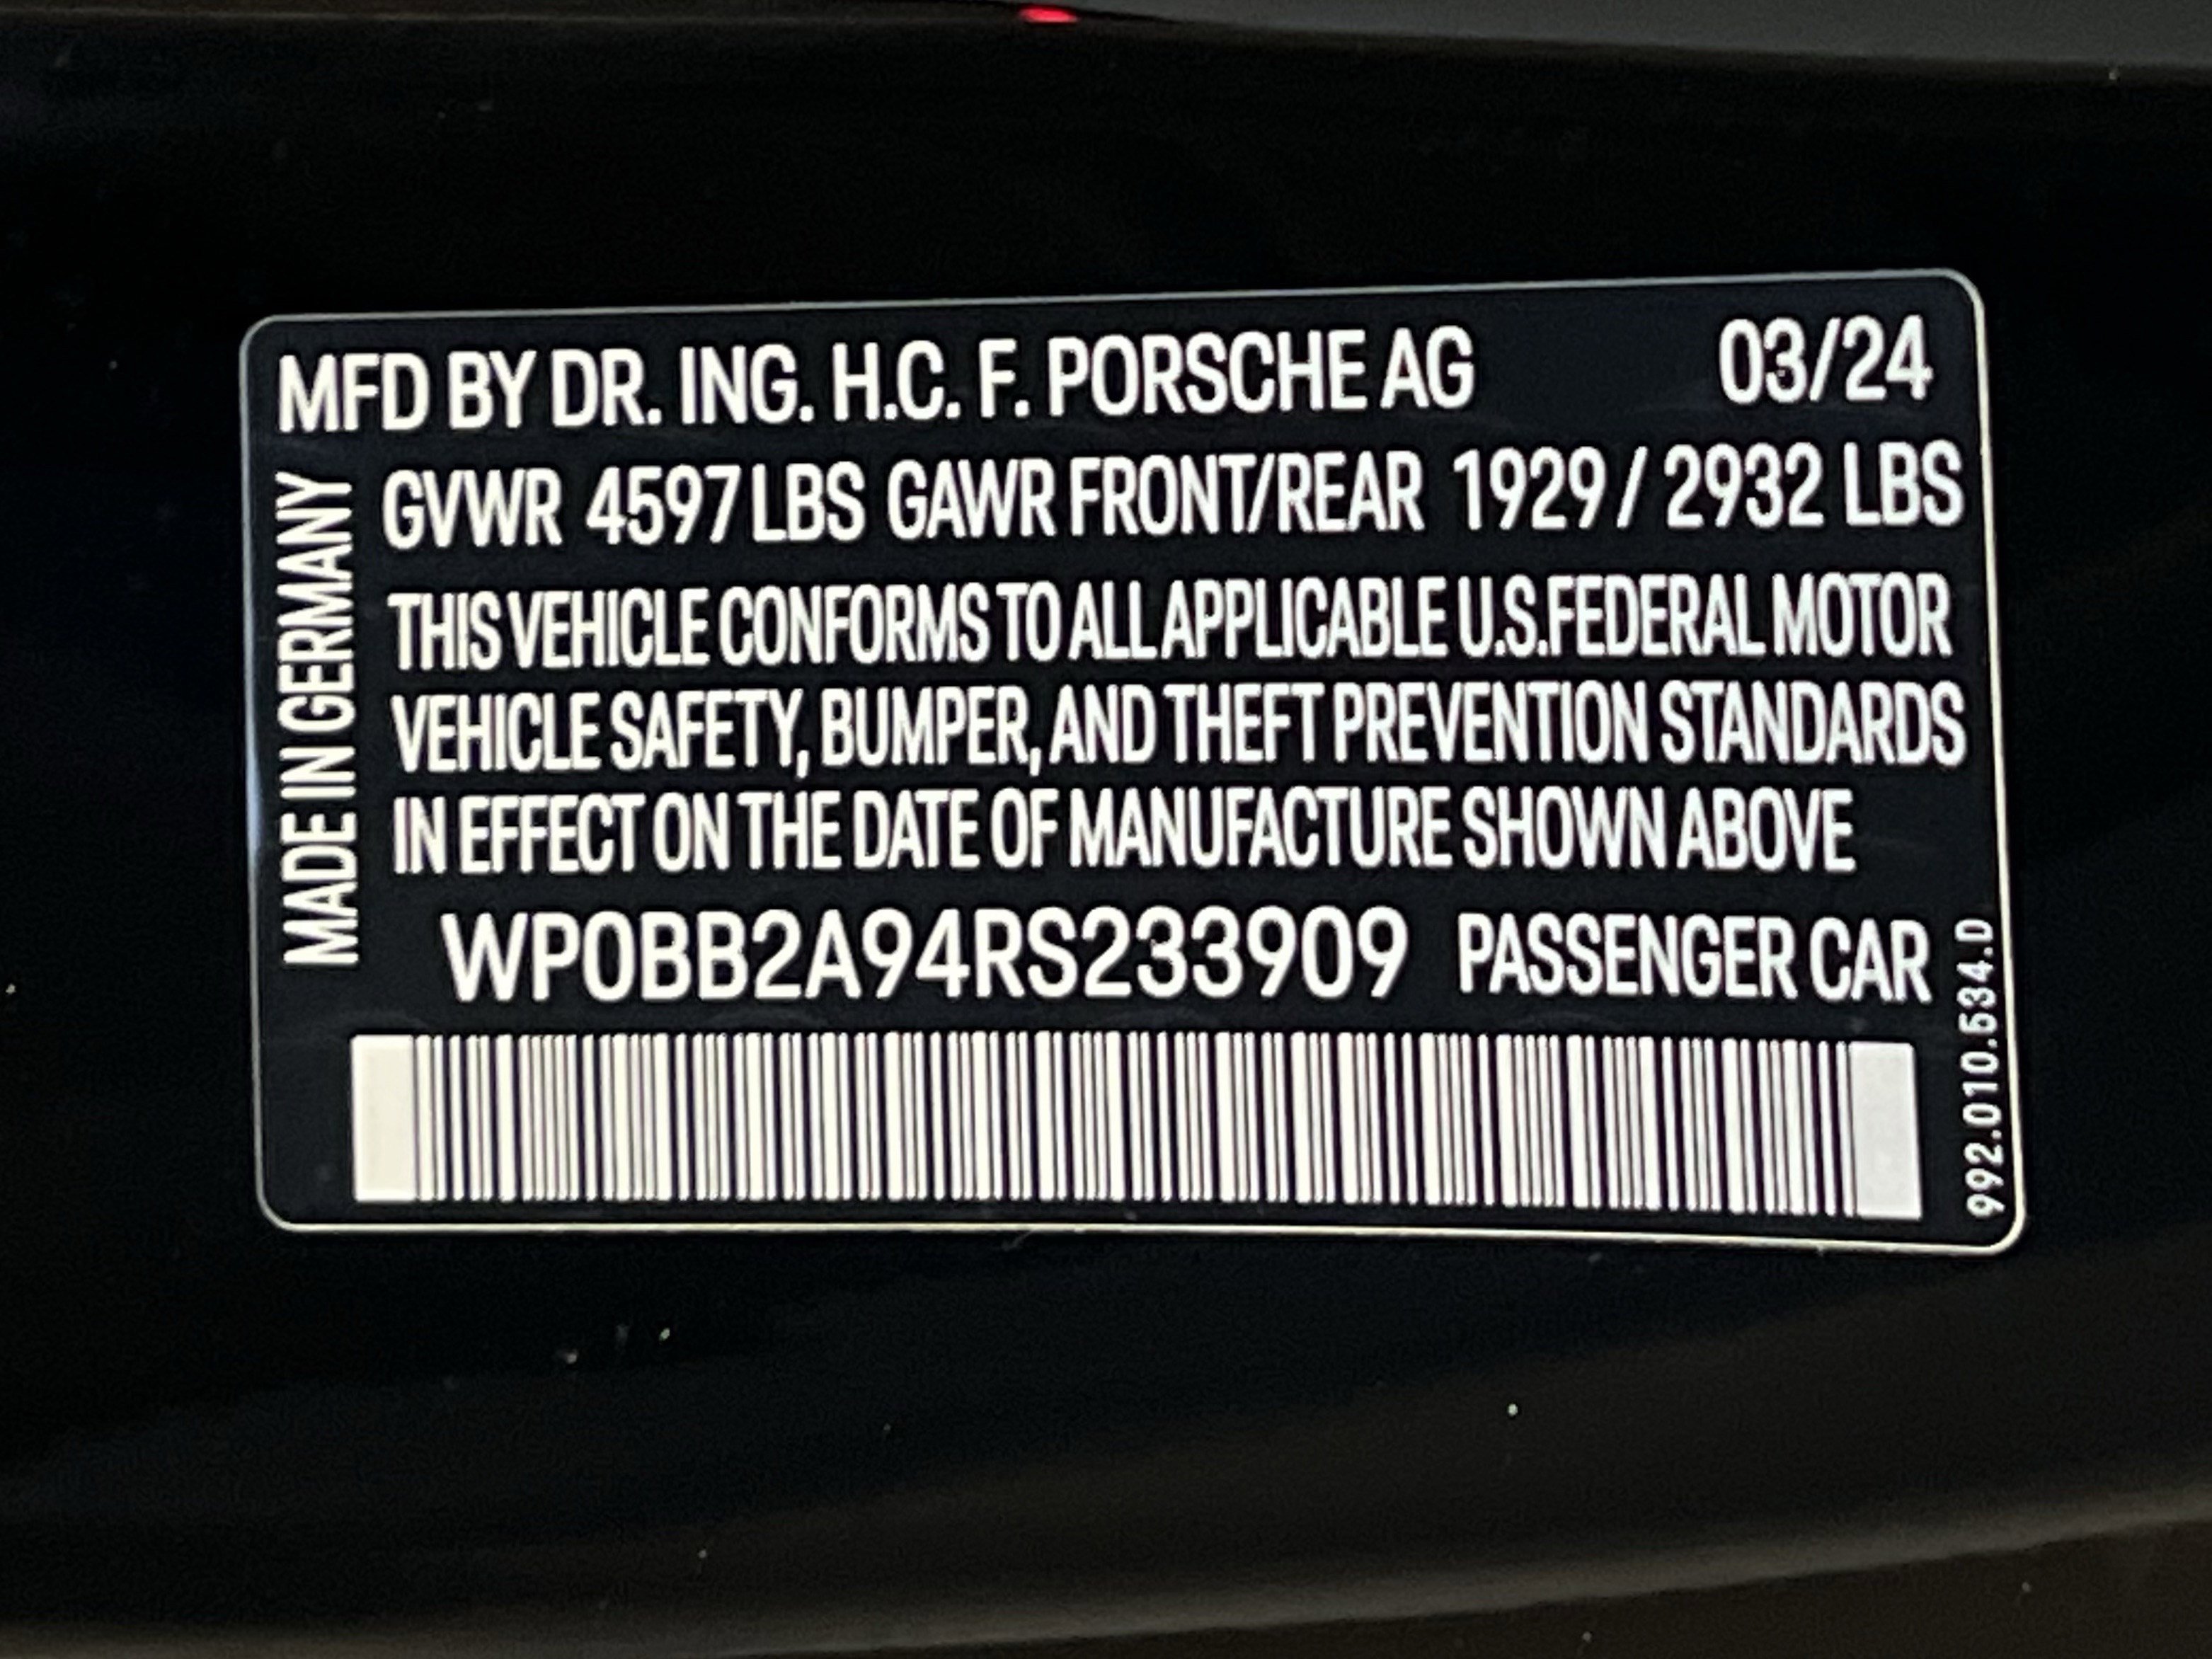 MFD BY DR. ING. H.C. F. PORSCHE AG 03/24
GVWR 4597 LBS GAWR FRONT/REAR 1929 / 2932 LBS
THIS VEHICLE CONFORMS TO ALL APPLICABLE U.S.FEDERAL MOTOR
VEHICLE SAFETY, BUMPER, AND THEFT PREVENTION STANDARDS
IN EFFECT ON THE DATE OF MANUFACTURE SHOWN ABOVE
WP0BB2A94RS233909 PASSENGER CAR
MADE IN GERMANY
992.010.534.D